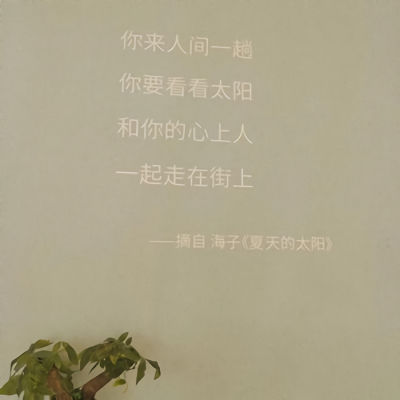 你来人间一趟
你要看看太阳
和你的心上人
一起走在街上
——摘自 海子《夏天的太阳》